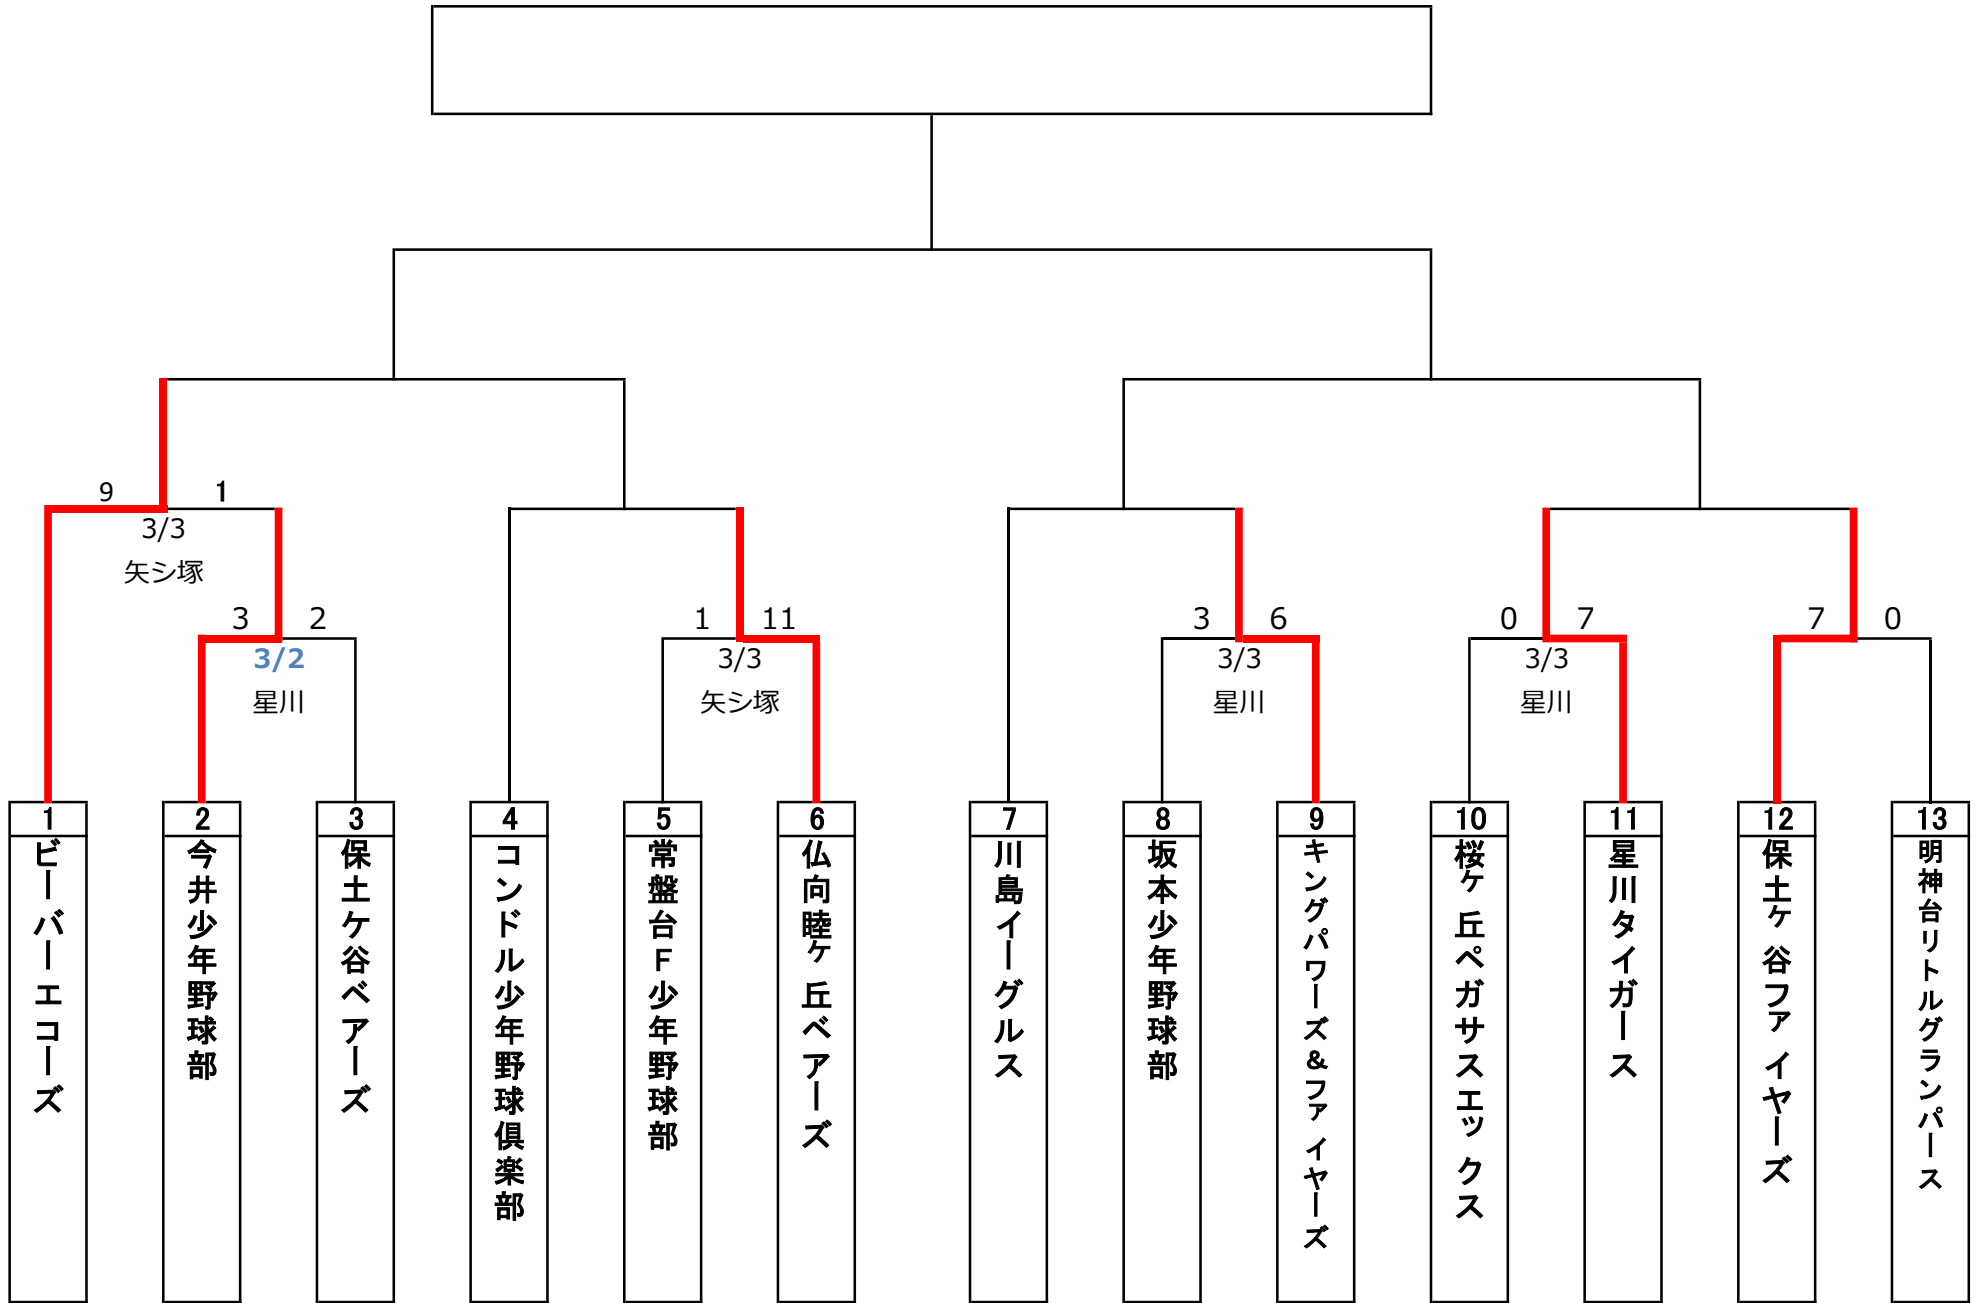 9 1
3/3
矢シ塚
3 2
3/2
星川
1 11
3/3
矢シ塚
3 6
3/3
星川
0 7
3/3
星川
7 0
1
ビーバーエコーズ
2
今井少年野球部
3
保土ケ谷ベアーズ
4
コンドル少年野球倶楽部
5
常盤台F少年野球部
6
仏向睦ケ丘ベアーズ
7
川島イーグルス
8
坂本少年野球部
9
キングパワーズ&ファイヤーズ
10
桜ケ丘ペガサスエックス
11
星川タイガース
12
保土ケ谷ファイヤーズ
13
明神台リトルグランパース